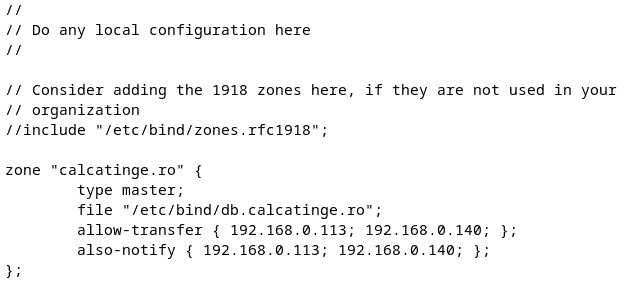 //
// Do any local configuration here
//
// Consider adding the 1918 zones here, if they are not used in your
// organization
//include "/etc/bind/zones.rfc1918";
zone "calcatinge.ro" {
type master;
file "/etc/bind/db.calcatinge.ro";
allow-transfer { 192.168.0.113; 192.168.0.140; };
also-notify { 192.168.0.113; 192.168.0.140; };
};